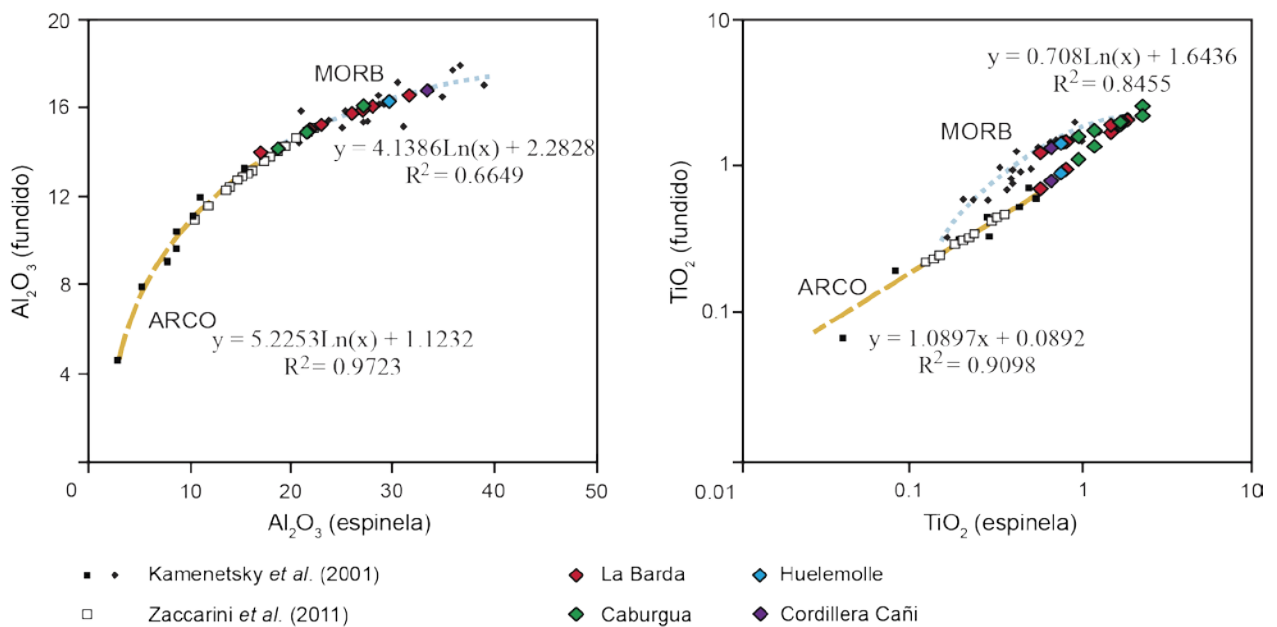 20
16
12
8
4
Al₂O₃ (fundido)
MORB
y = 4.1386Ln(x) + 2.2828
R² = 0.6649
ARCO
y = 5.2253Ln(x) + 1.1232
R² = 0.9723
0 10 20 30 40 50
Al₂O₃ (espinela)
10
1
0.1
TiO₂ (fundido)
y = 0.708Ln(x) + 1.6436
R² = 0.8455
MORB
ARCO
y = 1.0897x + 0.0892
R² = 0.9098
0.01 0.1 1 10
TiO₂ (espinela)
Kamenetsky et al. (2001)
Zaccarini et al. (2011)
La Barda
Caburgua
Huelemolle
Cordillera Cañi